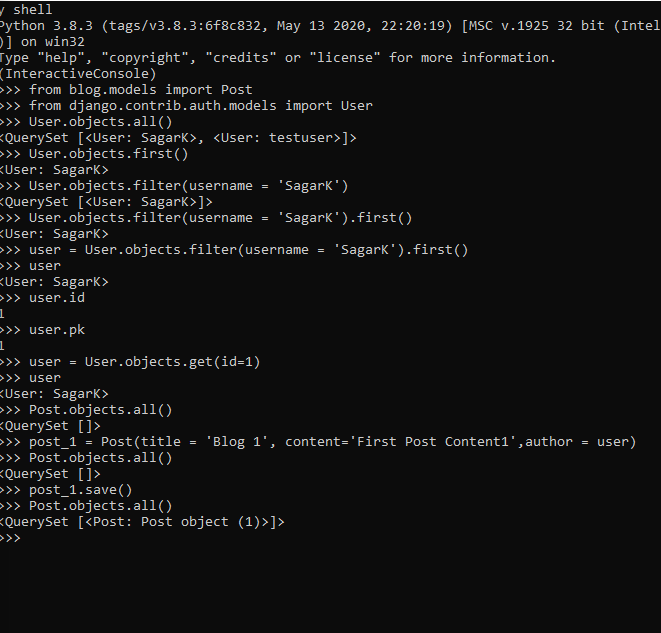 y shell
Python 3.8.3 (tags/v3.8.3:6f8c832, May 13 2020, 22:20:19) [MSC v.1925 32 bit (Intel
)] on win32
Type "help", "copyright", "credits" or "license" for more information.
(InteractiveConsole)
>>> from blog.models import Post
>>> from django.contrib.auth.models import User
>>> User.objects.all()
<QuerySet [<User: SagarK>, <User: testuser>]>
>>> User.objects.first()
<User: SagarK>
>>> User.objects.filter(username = 'SagarK')
<QuerySet [<User: SagarK>]>
>>> User.objects.filter(username = 'SagarK').first()
<User: SagarK>
>>> user = User.objects.filter(username = 'SagarK').first()
>>> user
<User: SagarK>
>>> user.id
1
>>> user.pk
1
>>> user = User.objects.get(id=1)
>>> user
<User: SagarK>
>>> Post.objects.all()
<QuerySet []>
>>> post_1 = Post(title = 'Blog 1', content='First Post Content1',author = user)
>>> Post.objects.all()
<QuerySet []>
>>> post_1.save()
>>> Post.objects.all()
<QuerySet [<Post: Post object (1)>]>
>>>